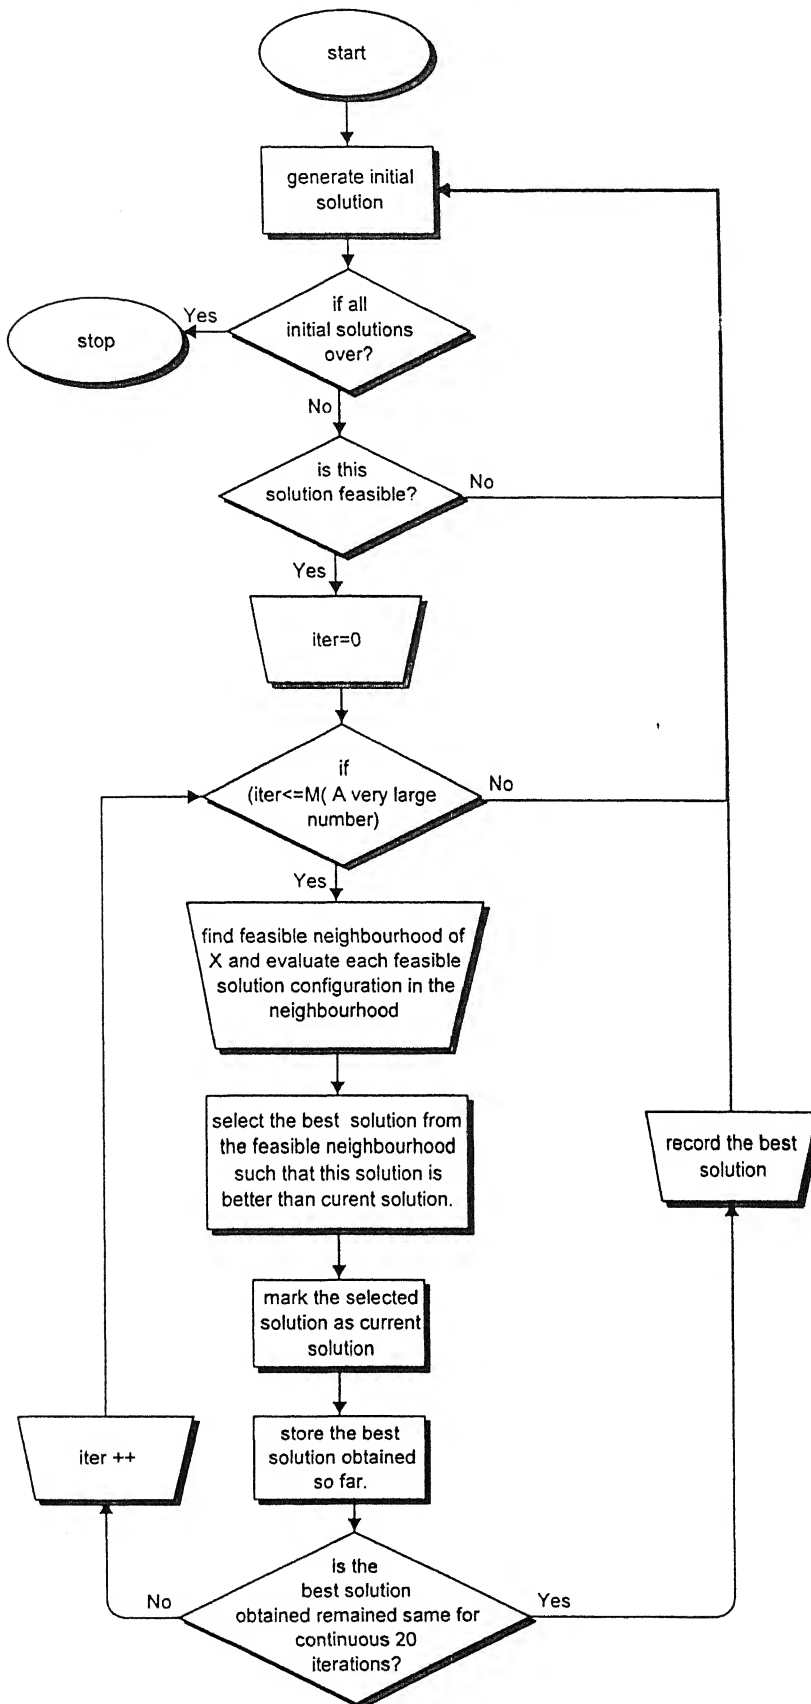 start
generate initial
solution
if all
initial solutions
over?
Yes
stop
No
is this
solution feasible?
No
Yes
iter=0
if
(iter<=M( A very large
number)
No
Yes
find feasible neighbourhood of
X and evaluate each feasible
solution configuration in the
neighbourhood
select the best solution from
the feasible neighbourhood
such that this solution is
better than curent solution.
record the best
solution
mark the selected
solution as current
solution
iter ++
store the best
solution obtained
so far.
is the
best solution
obtained remained same for
continuous 20
iterations?
No
Yes